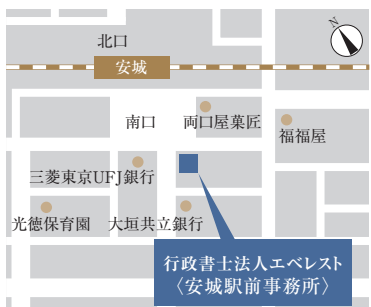 N
北口
安城
南口
両口屋菓匠
福福屋
三菱東京UFJ銀行
光徳保育園
大垣共立銀行
行政書士法人エベレスト
〈安城駅前事務所〉